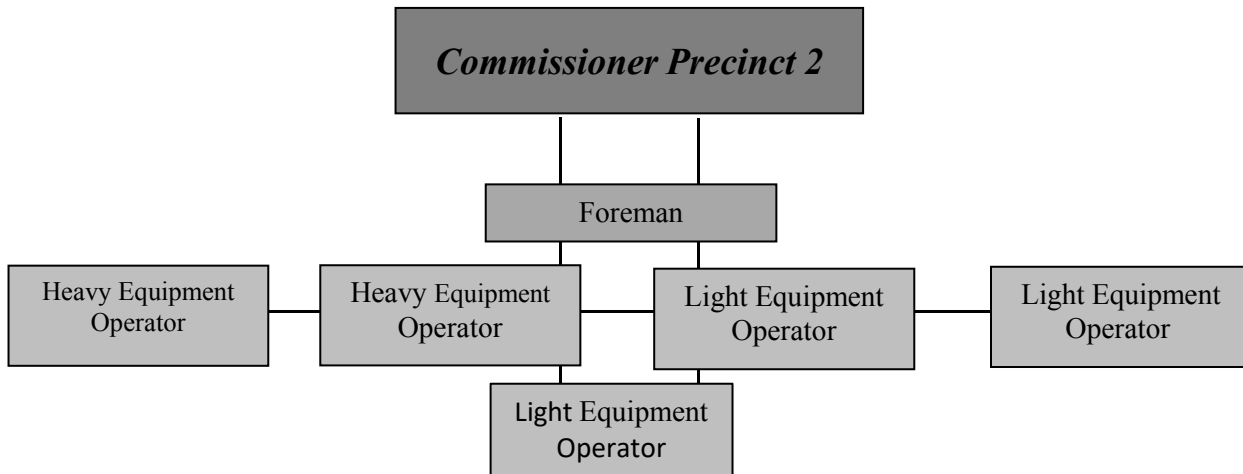 Commissioner Precinct 2
Foreman
Heavy Equipment
Operator
Heavy Equipment
Operator
Light Equipment
Operator
Light Equipment
Operator
Light Equipment
Operator